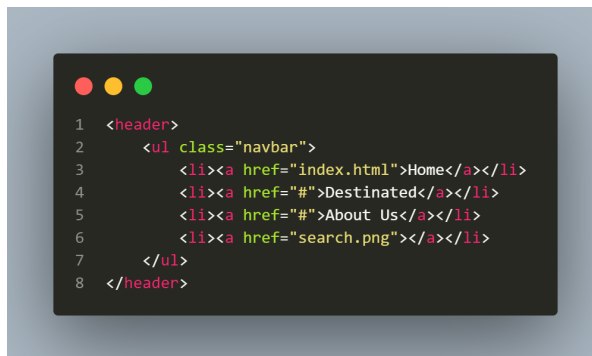 1 <header>
2 <ul class="navbar">
3 <li><a href="index.html">Home</a></li>
4 <li><a href="#">Destinated</a></li>
5 <li><a href="#">About Us</a></li>
6 <li><a href="search.png"></a></li>
7 </ul>
8 </header>